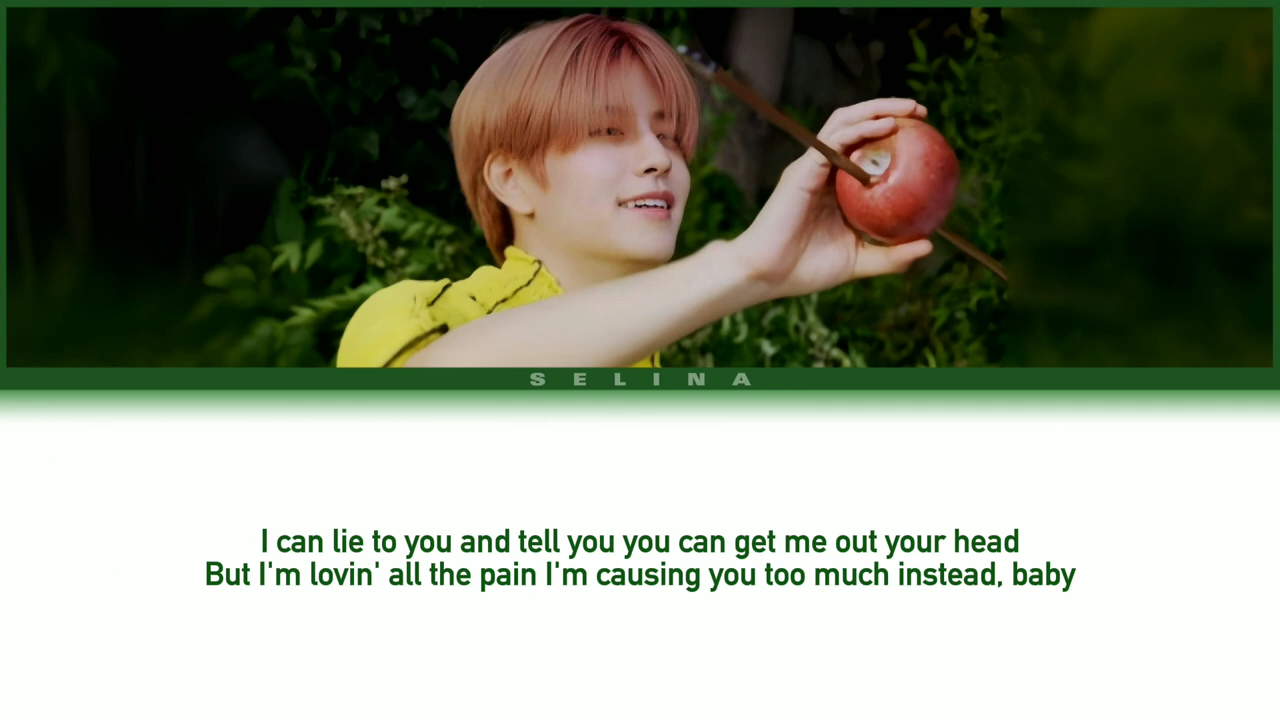 S E L I N A
I can lie to you and tell you you can get me out your head
But I'm lovin' all the pain I'm causing you too much instead, baby